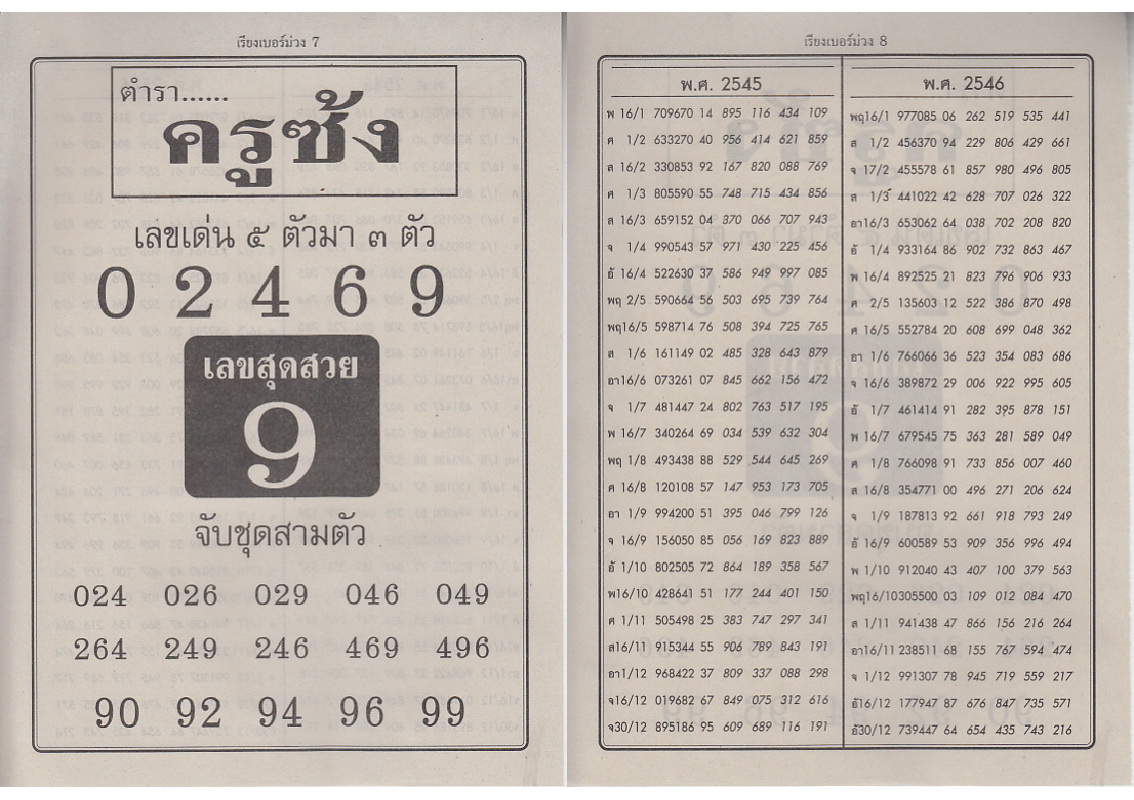 เรียงเบอร์ม่วง 7
ตำรา......
ครูซ้ง
เลขเด่น ๕ ตัวมา ๓ ตัว
0 2 4 6 9
เลขสุดสวย
9
จับชุดสามตัว
024 026 029 046 049
264 249 246 469 496
90 92 94 96 99
เรียงเบอร์ม่วง 8
พ.ศ. 2545
พ 16/1 709670 14 895 116 434 109
ศ 1/2 633270 40 956 414 621 859
ส 16/2 330853 92 167 820 088 769
ศ 1/3 805590 55 748 715 434 856
ส 16/3 659152 04 370 066 707 943
จ 1/4 990543 57 971 430 225 456
อ้ 16/4 522630 37 586 949 997 085
พฤ 2/5 590664 56 503 695 739 764
พฤ16/5 598714 76 508 394 725 765
ส 1/6 161149 02 485 328 643 879
อา16/6 073261 07 845 662 156 472
จ 1/7 481447 24 802 763 517 195
พ 16/7 340264 69 034 539 632 304
พฤ 1/8 493438 88 529 544 645 269
ศ 16/8 120108 57 147 953 173 705
อา 1/9 994200 51 395 046 799 126
จ 16/9 156050 85 056 169 823 889
อ้ 1/10 802505 72 864 189 358 567
พ16/10 428641 51 177 244 401 150
ศ 1/11 505498 25 383 747 297 341
ส16/11 915344 55 906 789 843 191
อา1/12 968422 37 809 337 088 298
จ16/12 019682 67 849 075 312 616
จ30/12 895186 95 609 689 116 191
พ.ศ. 2546
พฤ16/1 977085 06 262 519 535 441
ส 1/2 456370 94 229 806 429 661
จ 17/2 455578 61 857 980 496 805
ส 1/3 441022 42 628 707 026 322
อา16/3 653062 64 038 702 208 820
อ้ 1/4 933164 86 902 732 863 467
พ 16/4 892525 21 823 796 906 933
ศ 2/5 135603 12 522 386 870 498
ศ 16/5 552784 20 608 699 048 362
อา 1/6 766066 36 523 354 083 686
จ 16/6 389872 29 006 922 995 605
อ้ 1/7 461414 91 282 395 878 151
พ 16/7 679545 75 363 281 589 049
ศ 1/8 766098 91 733 856 007 460
ส 16/8 354771 00 496 271 206 624
จ 1/9 187813 92 661 918 793 249
อ้ 16/9 600589 53 909 356 996 494
พ 1/10 912040 43 407 100 379 563
พฤ16/10305500 03 109 012 084 470
ส 1/11 941438 47 866 156 216 264
อา16/11 238511 68 155 767 594 474
จ 1/12 991307 78 945 719 559 217
อ้16/12 177947 87 676 847 735 571
อ้30/12 739447 64 654 435 743 216